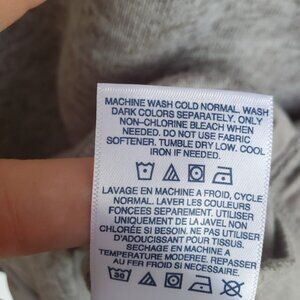 MACHINE WASH COLD NORMAL. WASH
DARK COLORS SEPARATELY. ONLY
NON-CHLORINE BLEACH WHEN
NEEDED. DO NOT USE FABRIC
SOFTENER. TUMBLE DRY LOW. COOL
IRON IF NEEDED.
LAVAGE EN MACHINE A FROID, CYCLE
NORMAL. LAVER LES COULEURS
FONCEES SEPAREMENT. UTILISER
UNIQUEMENT DE LA JAVEL NON
CHLORÉE SI BESOIN. NE PAS UTILISER
D'ADOUCISSANT POUR TISSUS.
SECHAGE EN MACHINE A
TEMPERATURE MODEREE. REPASSER
AU FER FROID SI NECESSAIRE.
30